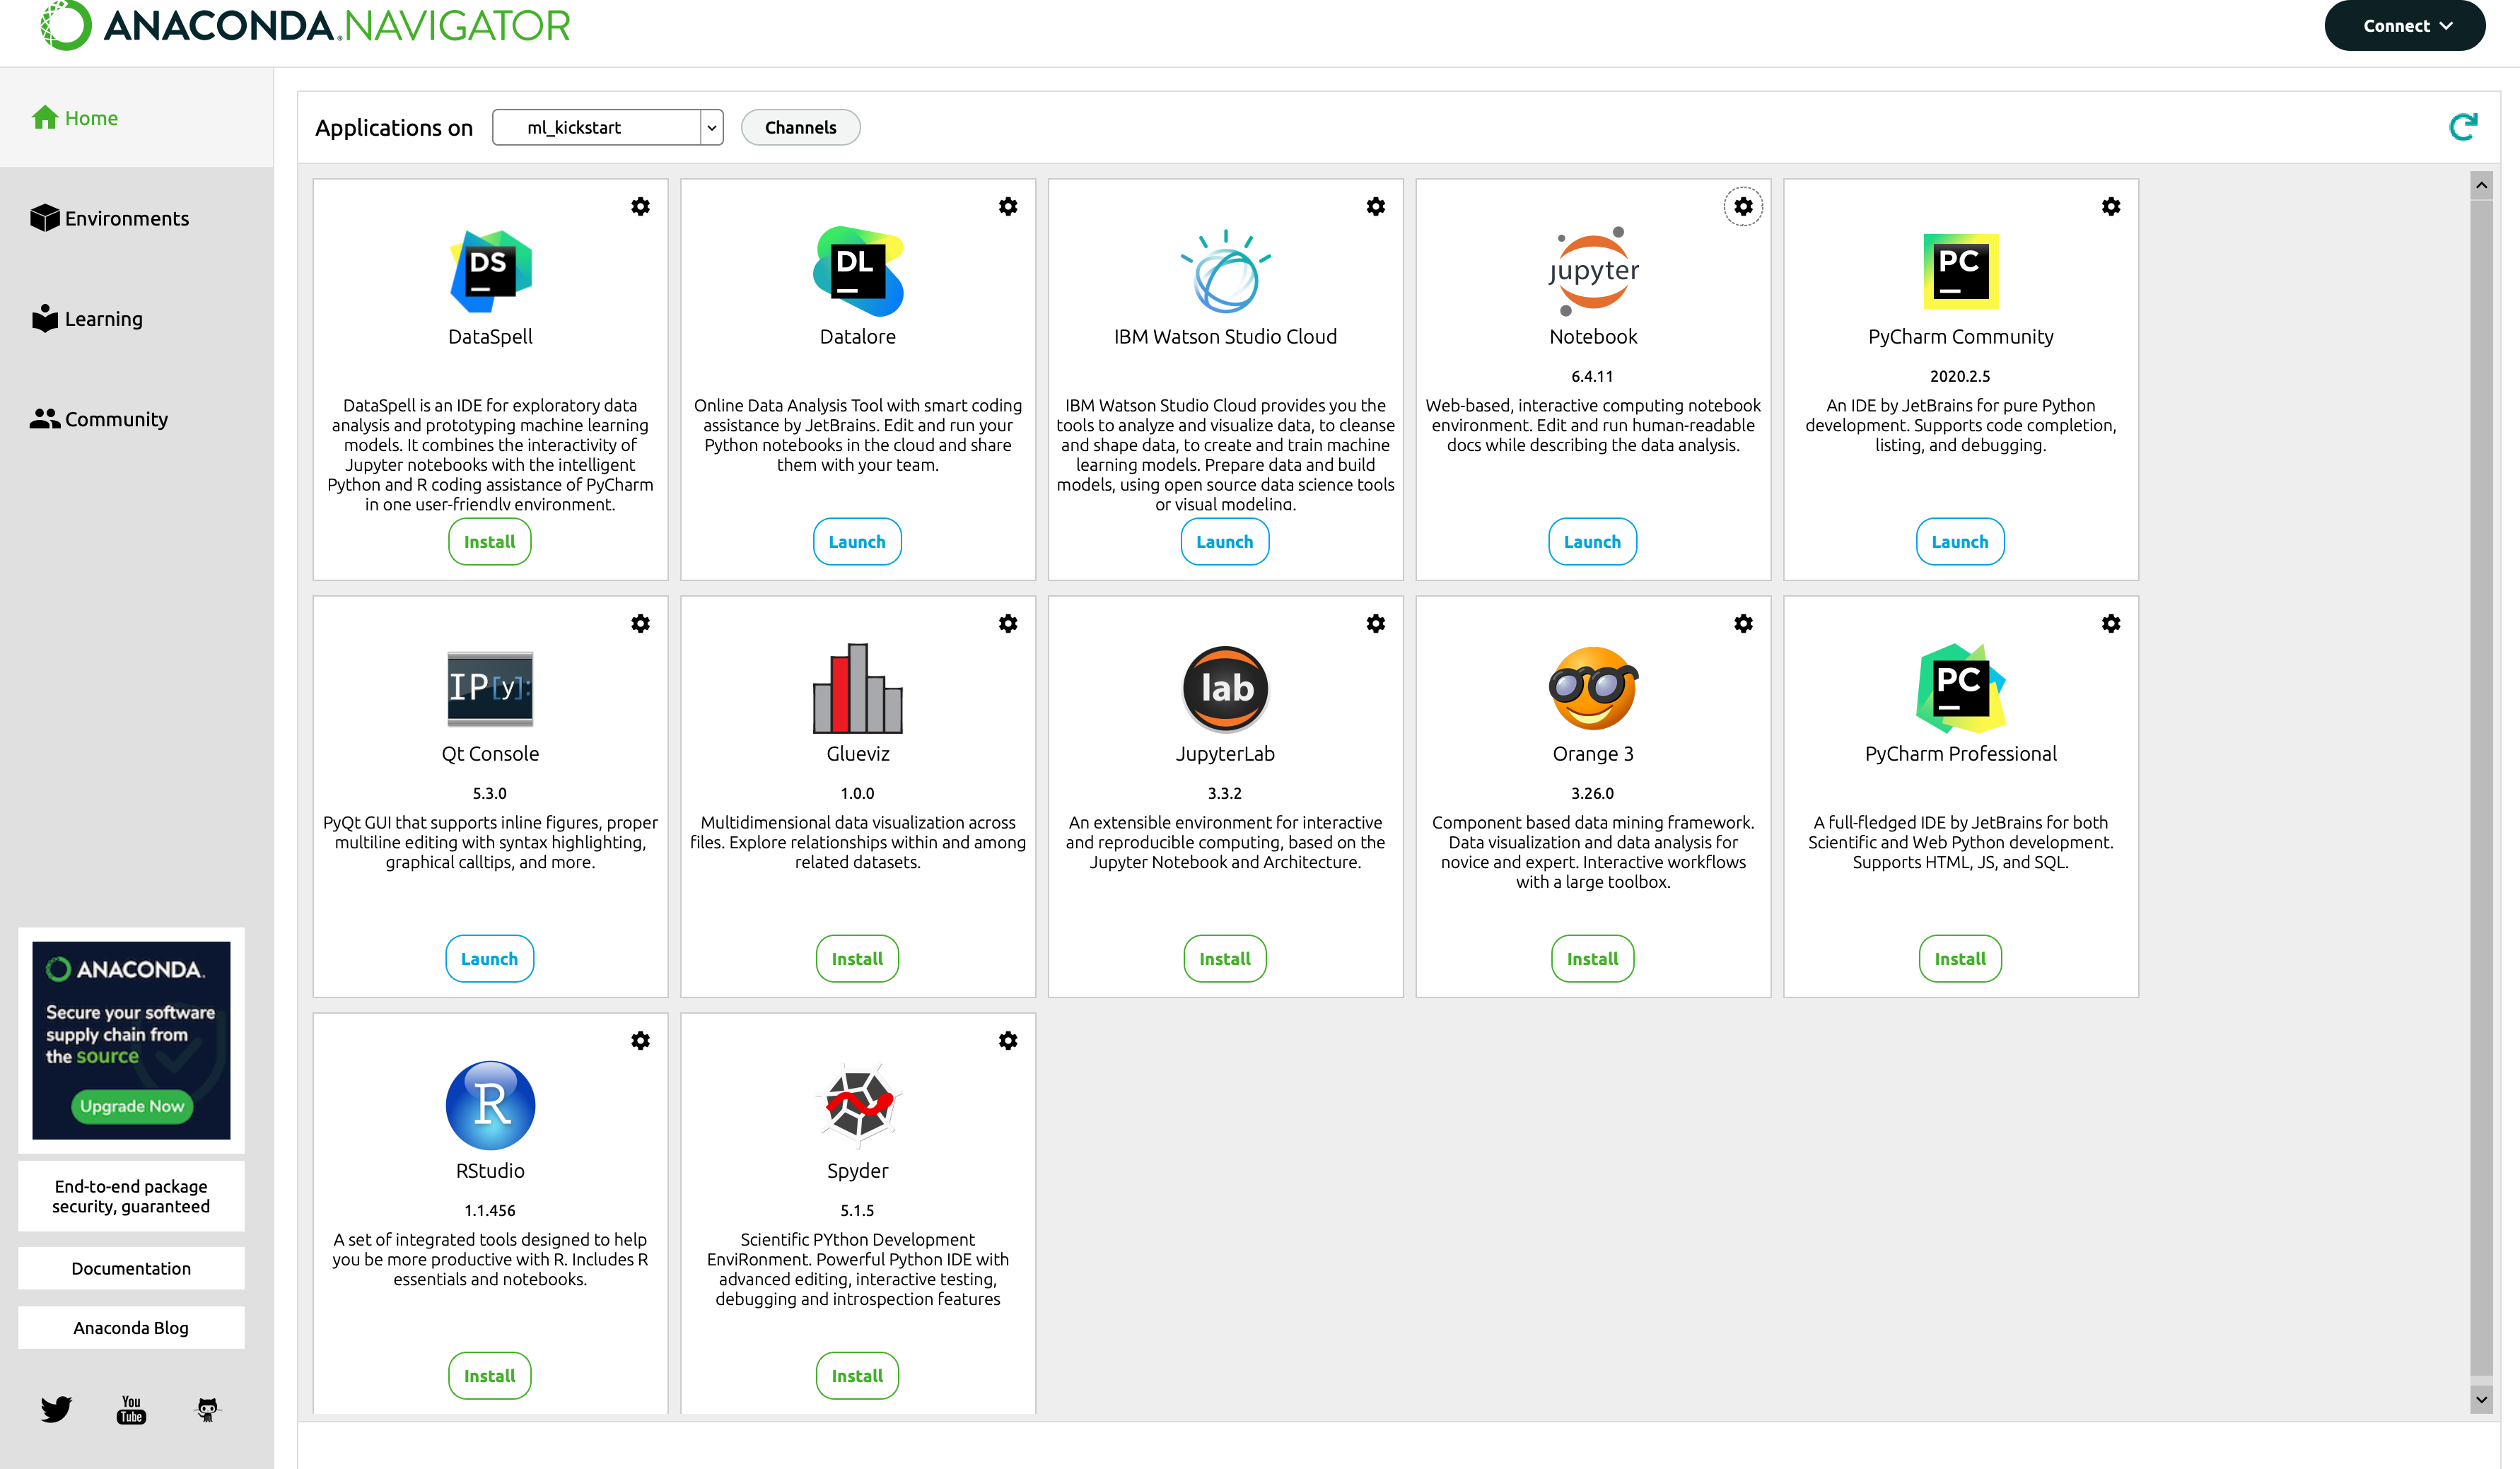 ANACONDA.NAVIGATOR
Connect
Home
Environments
Learning
Community
Applications on
ml_kickstart
Channels
DS
DataSpell
DataSpell is an IDE for exploratory data
analysis and prototyping machine learning
models. It combines the interactivity of
Jupyter notebooks with the intelligent
Python and R coding assistance of PyCharm
in one user-friendly environment.
Install
DL
Datalore
Online Data Analysis Tool with smart coding
assistance by JetBrains. Edit and run your
Python notebooks in the cloud and share
them with your team.
Launch
IBM Watson Studio Cloud
IBM Watson Studio Cloud provides you the
tools to analyze and visualize data, to cleanse
and shape data, to create and train machine
learning models. Prepare data and build
models, using open source data science tools
or visual modeling.
Launch
jupyter
Notebook
6.4.11
Web-based, interactive computing notebook
environment. Edit and run human-readable
docs while describing the data analysis.
Launch
PC
PyCharm Community
2020.2.5
An IDE by JetBrains for pure Python
development. Supports code completion,
listing, and debugging.
Launch
IP[y]:
Qt Console
5.3.0
PyQt GUI that supports inline figures, proper
multiline editing with syntax highlighting,
graphical calltips, and more.
Launch
Glueviz
1.0.0
Multidimensional data visualization across
files. Explore relationships within and among
related datasets.
Install
lab
JupyterLab
3.3.2
An extensible environment for interactive
and reproducible computing, based on the
Jupyter Notebook and Architecture.
Install
Orange 3
3.26.0
Component based data mining framework.
Data visualization and data analysis for
novice and expert. Interactive workflows
with a large toolbox.
Install
PC
PyCharm Professional
A full-fledged IDE by JetBrains for both
Scientific and Web Python development.
Supports HTML, JS, and SQL.
Install
R
RStudio
1.1.456
A set of integrated tools designed to help
you be more productive with R. Includes R
essentials and notebooks.
Install
Spyder
5.1.5
Scientific PYthon Development
EnviRonment. Powerful Python IDE with
advanced editing, interactive testing,
debugging and introspection features
Install
ANACONDA.
Secure your software
supply chain from
the source
Upgrade Now
End-to-end package
security, guaranteed
Documentation
Anaconda Blog
You
Tube